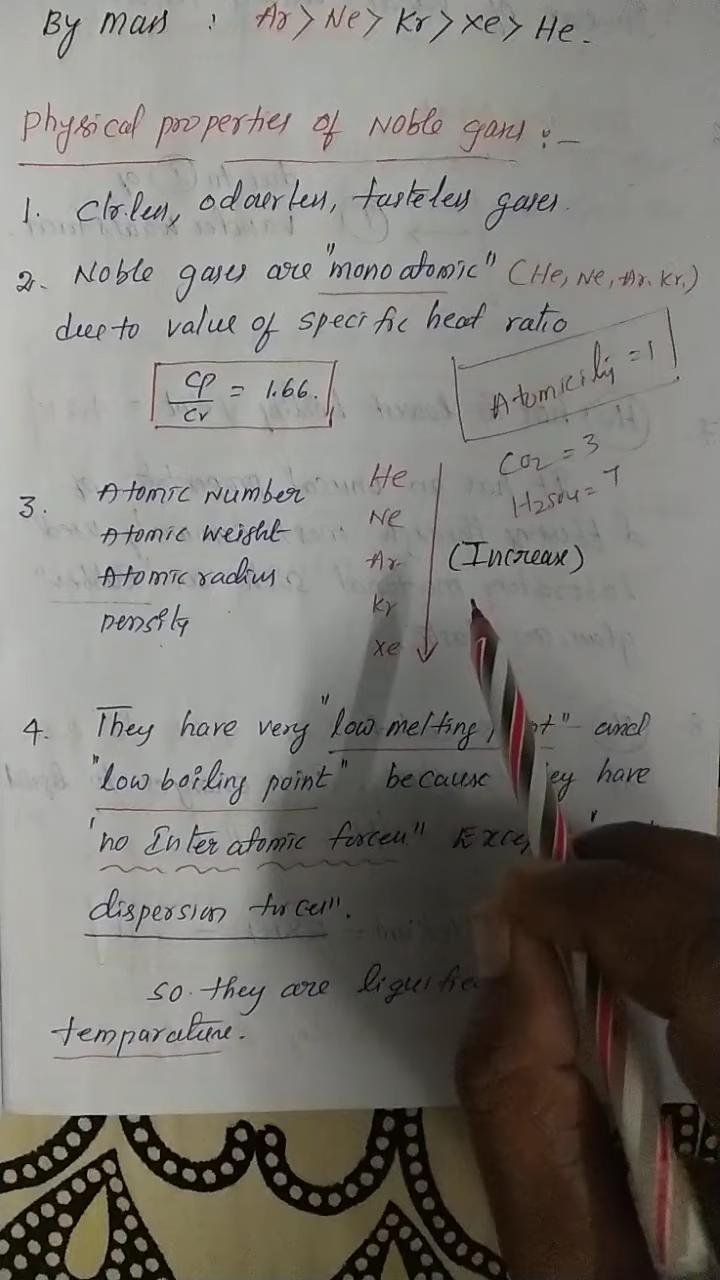 By mass : Ar > Ne > Kr > Xe > He.
Physical properties of Noble gases :-
1. Clrless, odourless, tasteless gases.
2. Noble gases are "mono atomic" (He, Ne, Ar. Kr.)
due to value of specific heat ratio
Cp/Cv = 1.66.
Atomicity = 1
CO2 = 3
H2SO4 = 7
3. Atomic Number He
Atomic weight Ne
Atomic radius Ar (Increase)
Density Kr
Xe
4. They have very "low melting and
"low boiling point" because have
"no Inter atomic forces"
dispersion forces".
so they are
temparature.